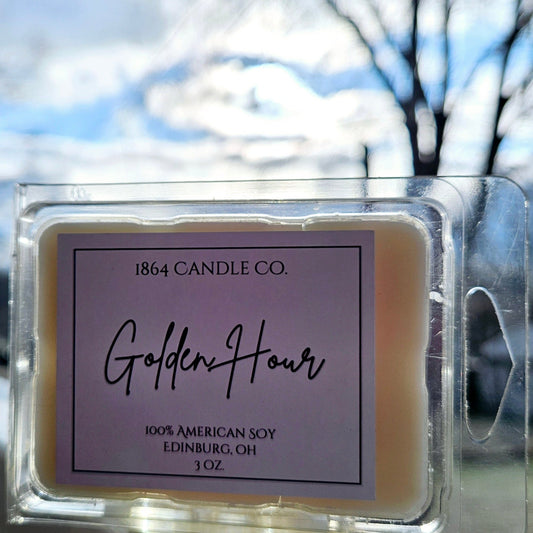 1864 CANDLE CO.
Golden Hour
100% AMERICAN SOY
EDINBURG, OH
3 OZ.